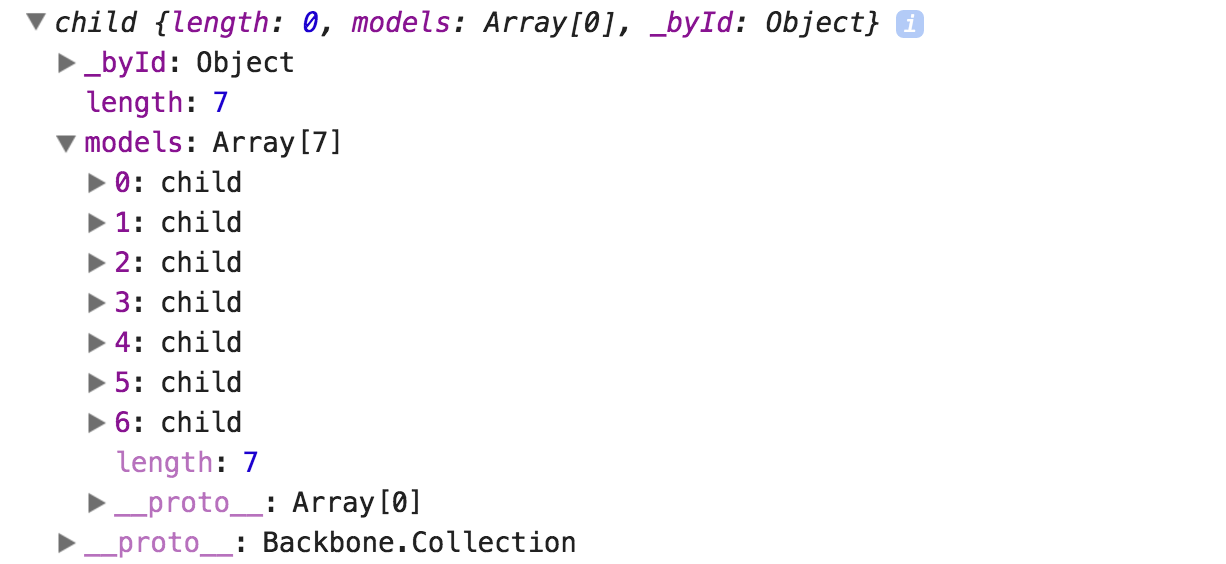 ▼ child {length: 0, models: Array[0], _byId: Object} i
▶ _byId: Object
length: 7
▼ models: Array[7]
▶ 0: child
▶ 1: child
▶ 2: child
▶ 3: child
▶ 4: child
▶ 5: child
▶ 6: child
length: 7
▶ __proto__: Array[0]
▶ __proto__: Backbone.Collection